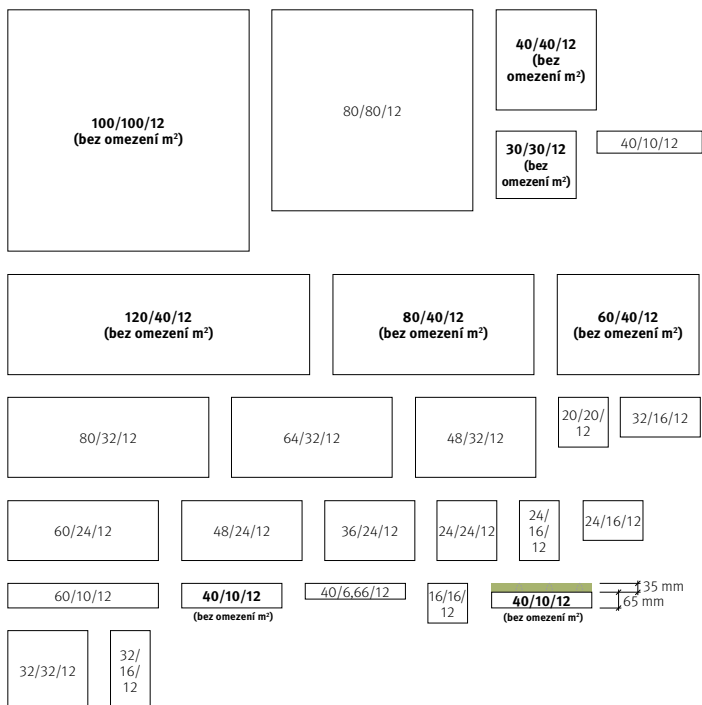 100/100/12
(bez omezení m²)
80/80/12
40/40/12
(bez
omezení m²)
30/30/12
(bez
omezení m²)
40/10/12
120/40/12
(bez omezení m²)
80/40/12
(bez omezení m²)
60/40/12
(bez omezení m²)
80/32/12
64/32/12
48/32/12
20/20/
12
32/16/12
60/24/12
48/24/12
36/24/12
24/24/12
24/
16/
12
24/16/12
60/10/12
40/10/12
(bez omezení m²)
40/6,66/12
16/16/
12
35 mm
40/10/12
65 mm
(bez omezení m²)
32/32/12
32/
16/
12